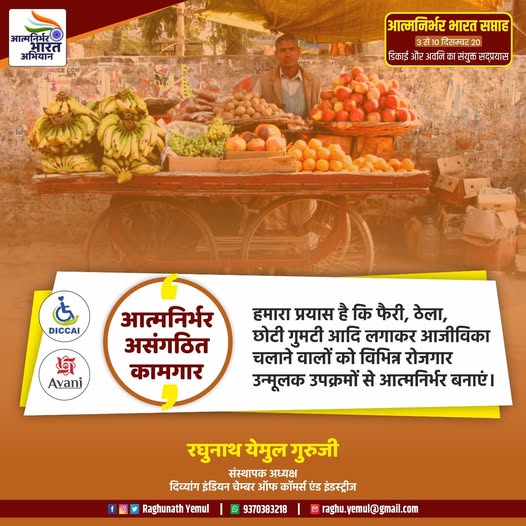 आत्मनिर्भर
भारत
अभियान
आत्मनिर्भर भारत सप्ताह
3 से 10 दिसम्बर 20
डिकाई और अवनि का संयुक्त सद्प्रयास
DICCAI
Avani
आत्मनिर्भर
असंगठित
कामगार
हमारा प्रयास है कि फैरी, ठेला,
छोटी गुमटी आदि लगाकर आजीविका
चलाने वालों को विभिन्न रोजगार
उन्मूलक उपक्रमों से आत्मनिर्भर बनाएं।
रघुनाथ येमुल गुरुजी
संस्थापक अध्यक्ष
दिव्यांग इंडियन चेम्बर ऑफ कॉमर्स एंड इंडस्ट्रीज
Raghunath Yemul | 9370383218 | raghu.yemul@gmail.com